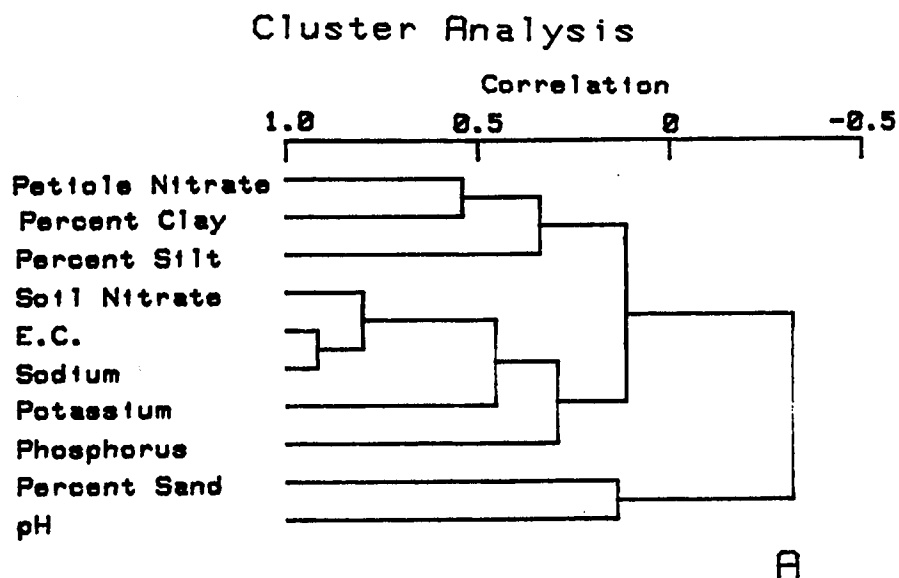 Cluster Analysis
Correlation
1.0 0.5 0 -0.5
Petiole Nitrate
Percent Clay
Percent Silt
Soil Nitrate
E.C.
Sodium
Potassium
Phosphorus
Percent Sand
pH
A